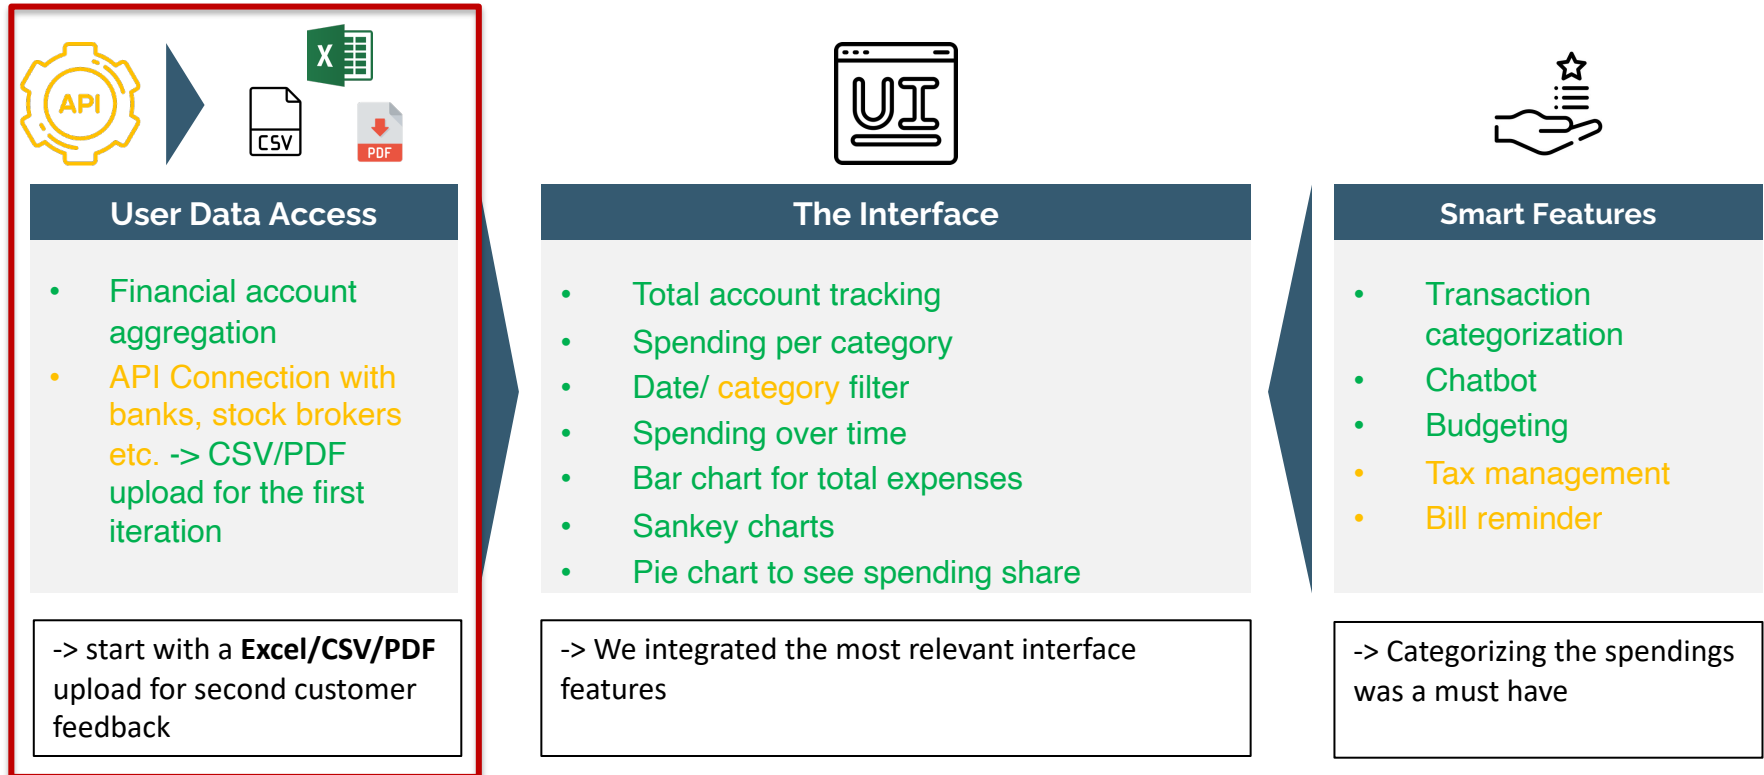 API
X
CSV
PDF
UI
User Data Access
• Financial account
aggregation
• API Connection with
banks, stock brokers
etc. -> CSV/PDF
upload for the first
iteration
-> start with a Excel/CSV/PDF
upload for second customer
feedback
The Interface
• Total account tracking
• Spending per category
• Date/ category filter
• Spending over time
• Bar chart for total expenses
• Sankey charts
• Pie chart to see spending share
-> We integrated the most relevant interface
features
Smart Features
• Transaction
categorization
• Chatbot
• Budgeting
• Tax management
• Bill reminder
-> Categorizing the spendings
was a must have